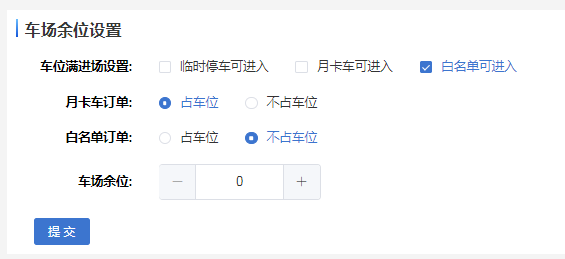 车场余位设置
车位满进场设置: 临时停车可进入 月卡车可进入 白名单可进入
月卡车订单: 占车位 不占车位
白名单订单: 占车位 不占车位
车场余位: 0
提 交